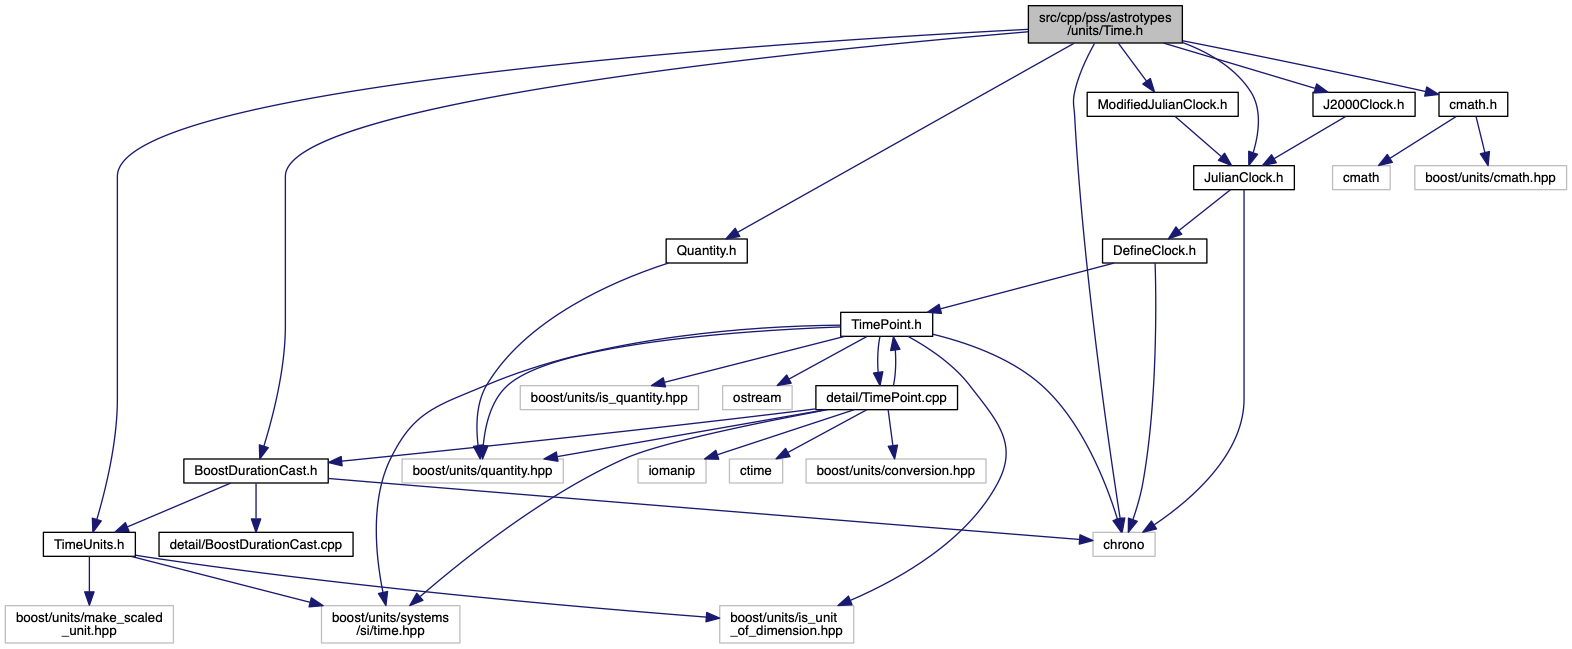 src/cpp/pss/astrotypes
/units/Time.h
ModifiedJulianClock.h
J2000Clock.h
cmath.h
JulianClock.h
cmath
boost/units/cmath.hpp
Quantity.h
DefineClock.h
TimePoint.h
boost/units/is_quantity.hpp
ostream
detail/TimePoint.cpp
BoostDurationCast.h
boost/units/quantity.hpp
iomanip
ctime
boost/units/conversion.hpp
TimeUnits.h
detail/BoostDurationCast.cpp
chrono
boost/units/make_scaled
_unit.hpp
boost/units/systems
/si/time.hpp
boost/units/is_unit
_of_dimension.hpp